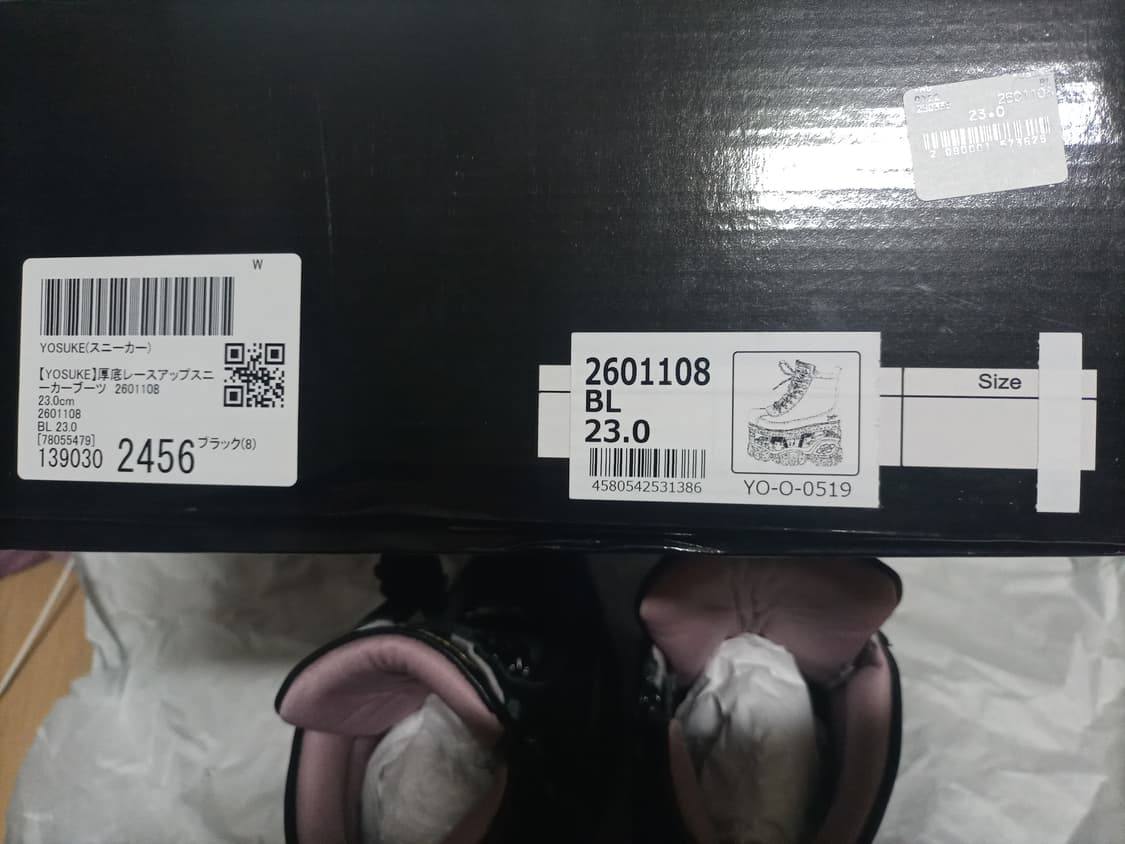 W
YOSUKE(スニーカー)
【YOSUKE】厚底レースアップスニ
ーカーブーツ 2601108
23.0cm
2601108
BL 23.0
[78055479]
139030 2456 ブラック(8)
2601108
BL
23.0
4580542531386
YO-O-0519
Size
2601108
23.0